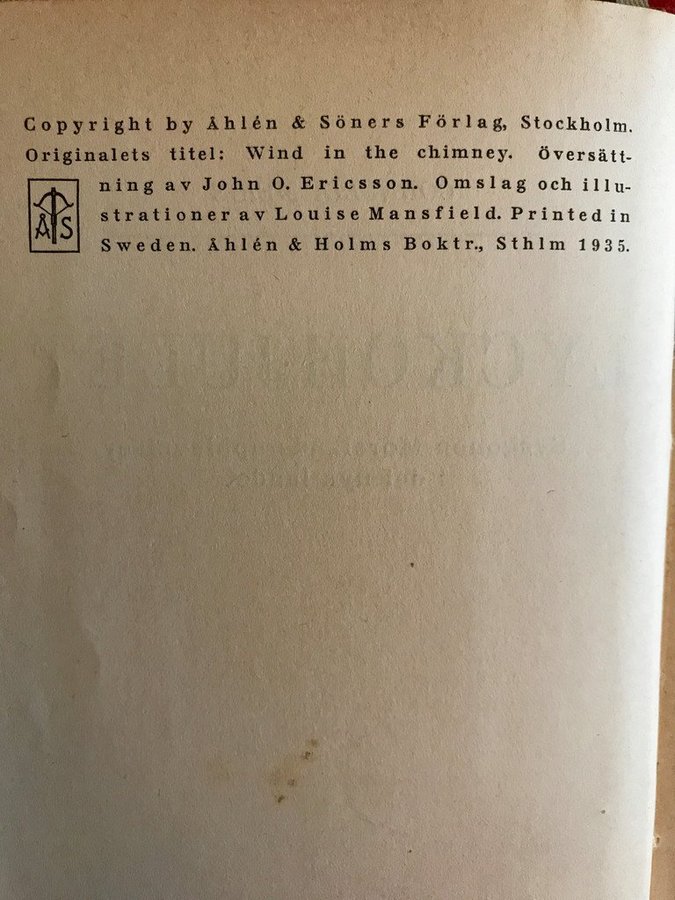 Copyright by Åhlén & Söners Förlag, Stockholm.
Originalets titel: Wind in the chimney. Översätt-
ning av John O. Ericsson. Omslag och illu-
strationer av Louise Mansfield. Printed in
Sweden. Åhlén & Holms Boktr., Sthlm 1935.
ÅS